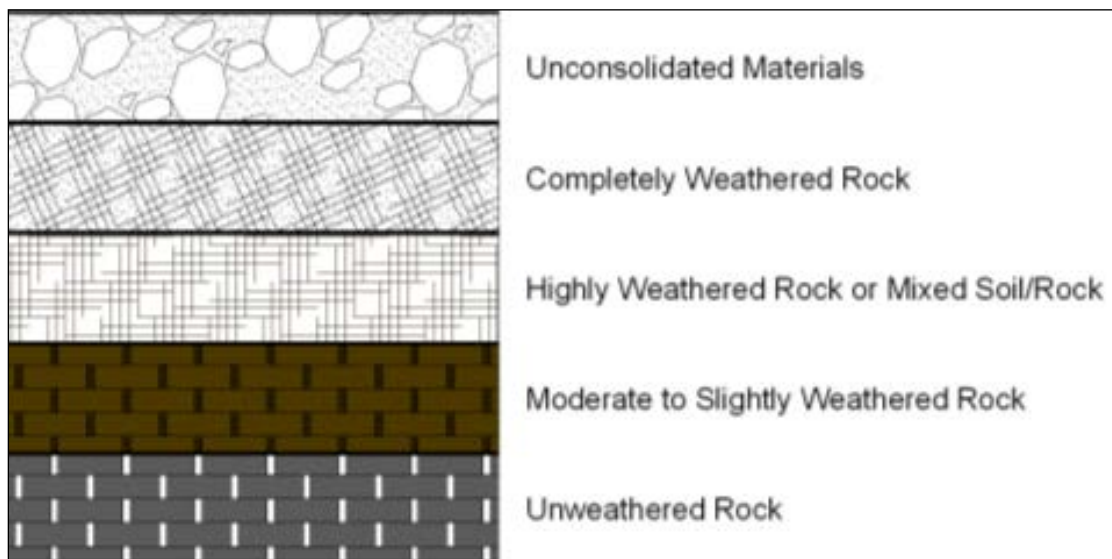 Unconsolidated Materials
Completely Weathered Rock
Highly Weathered Rock or Mixed Soil/Rock
Moderate to Slightly Weathered Rock
Unweathered Rock